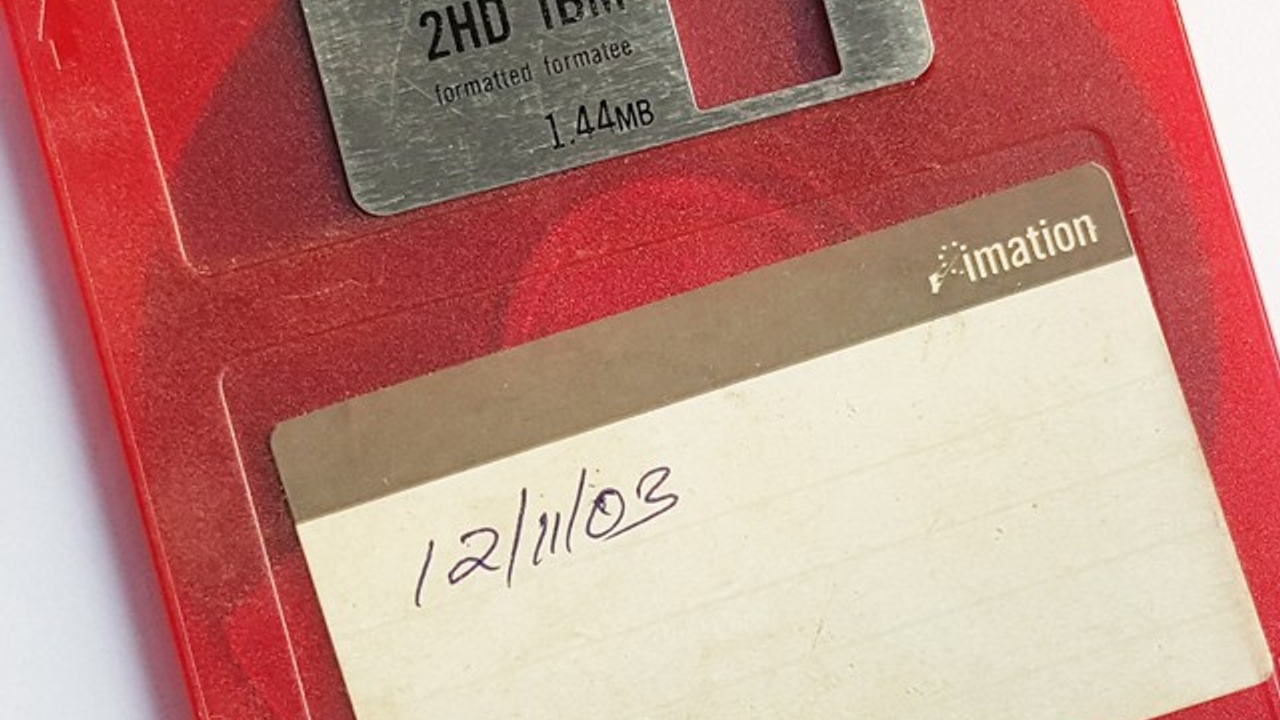 2HD IBM
formatted formatee
1.44MB
imation
12/11/03